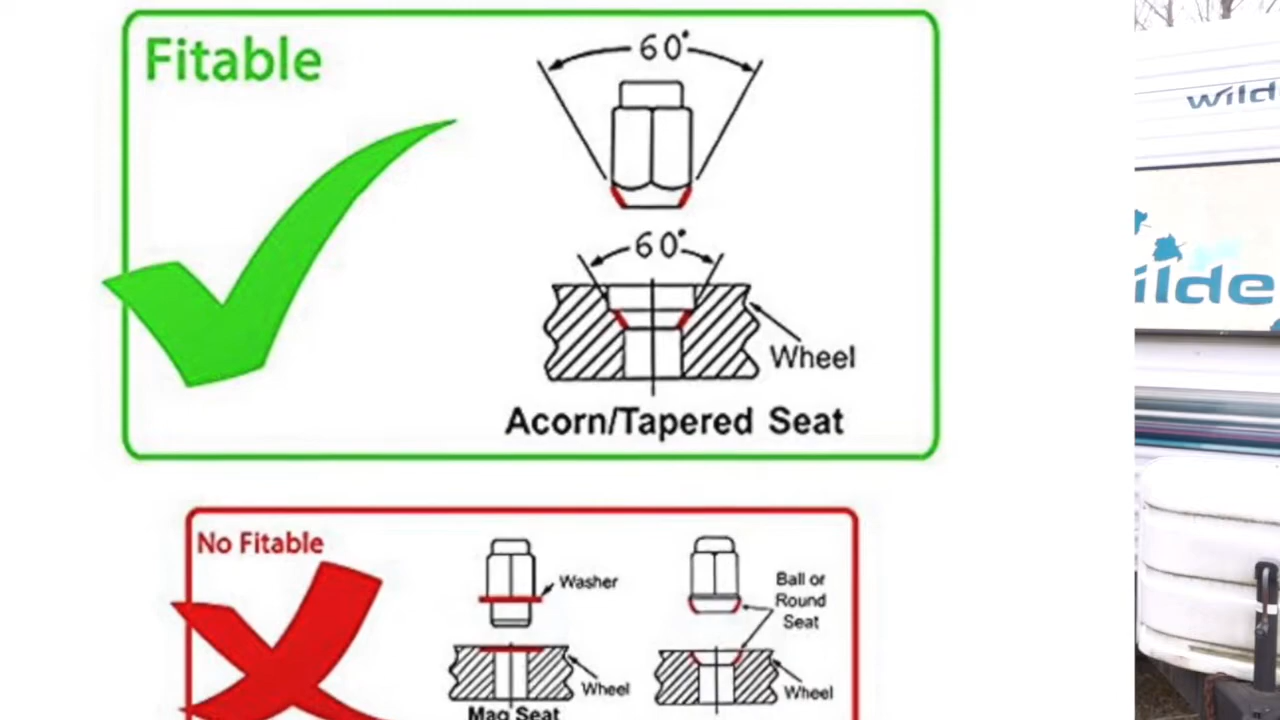 Fitable
60°
60°
Wheel
Acorn/Tapered Seat
No Fitable
Washer
Wheel
Mag Seat
Ball or
Round
Seat
Wheel
wild
ilde